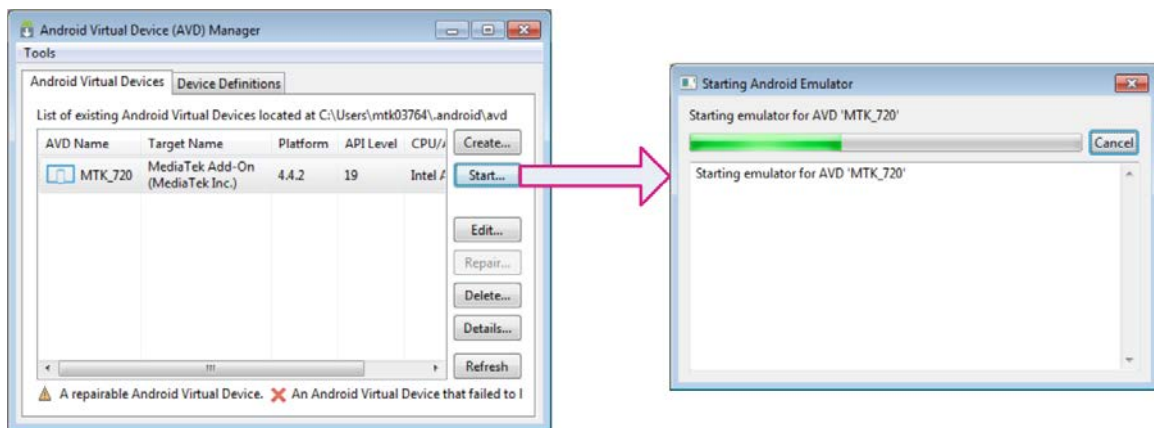 Android Virtual Device (AVD) Manager
Tools
Android Virtual Devices Device Definitions
List of existing Android Virtual Devices located at C:\Users\mtk03764\.android\avd
AVD Name Target Name Platform API Level CPU/
MTK_720 MediaTek Add-On 4.4.2 19 Intel
(MediaTek Inc.)
Create...
Start...
Edit...
Repair...
Delete...
Details...
Refresh
A repairable Android Virtual Device. An Android Virtual Device that failed to
Starting Android Emulator
Starting emulator for AVD 'MTK_720'
Cancel
Starting emulator for AVD 'MTK_720'